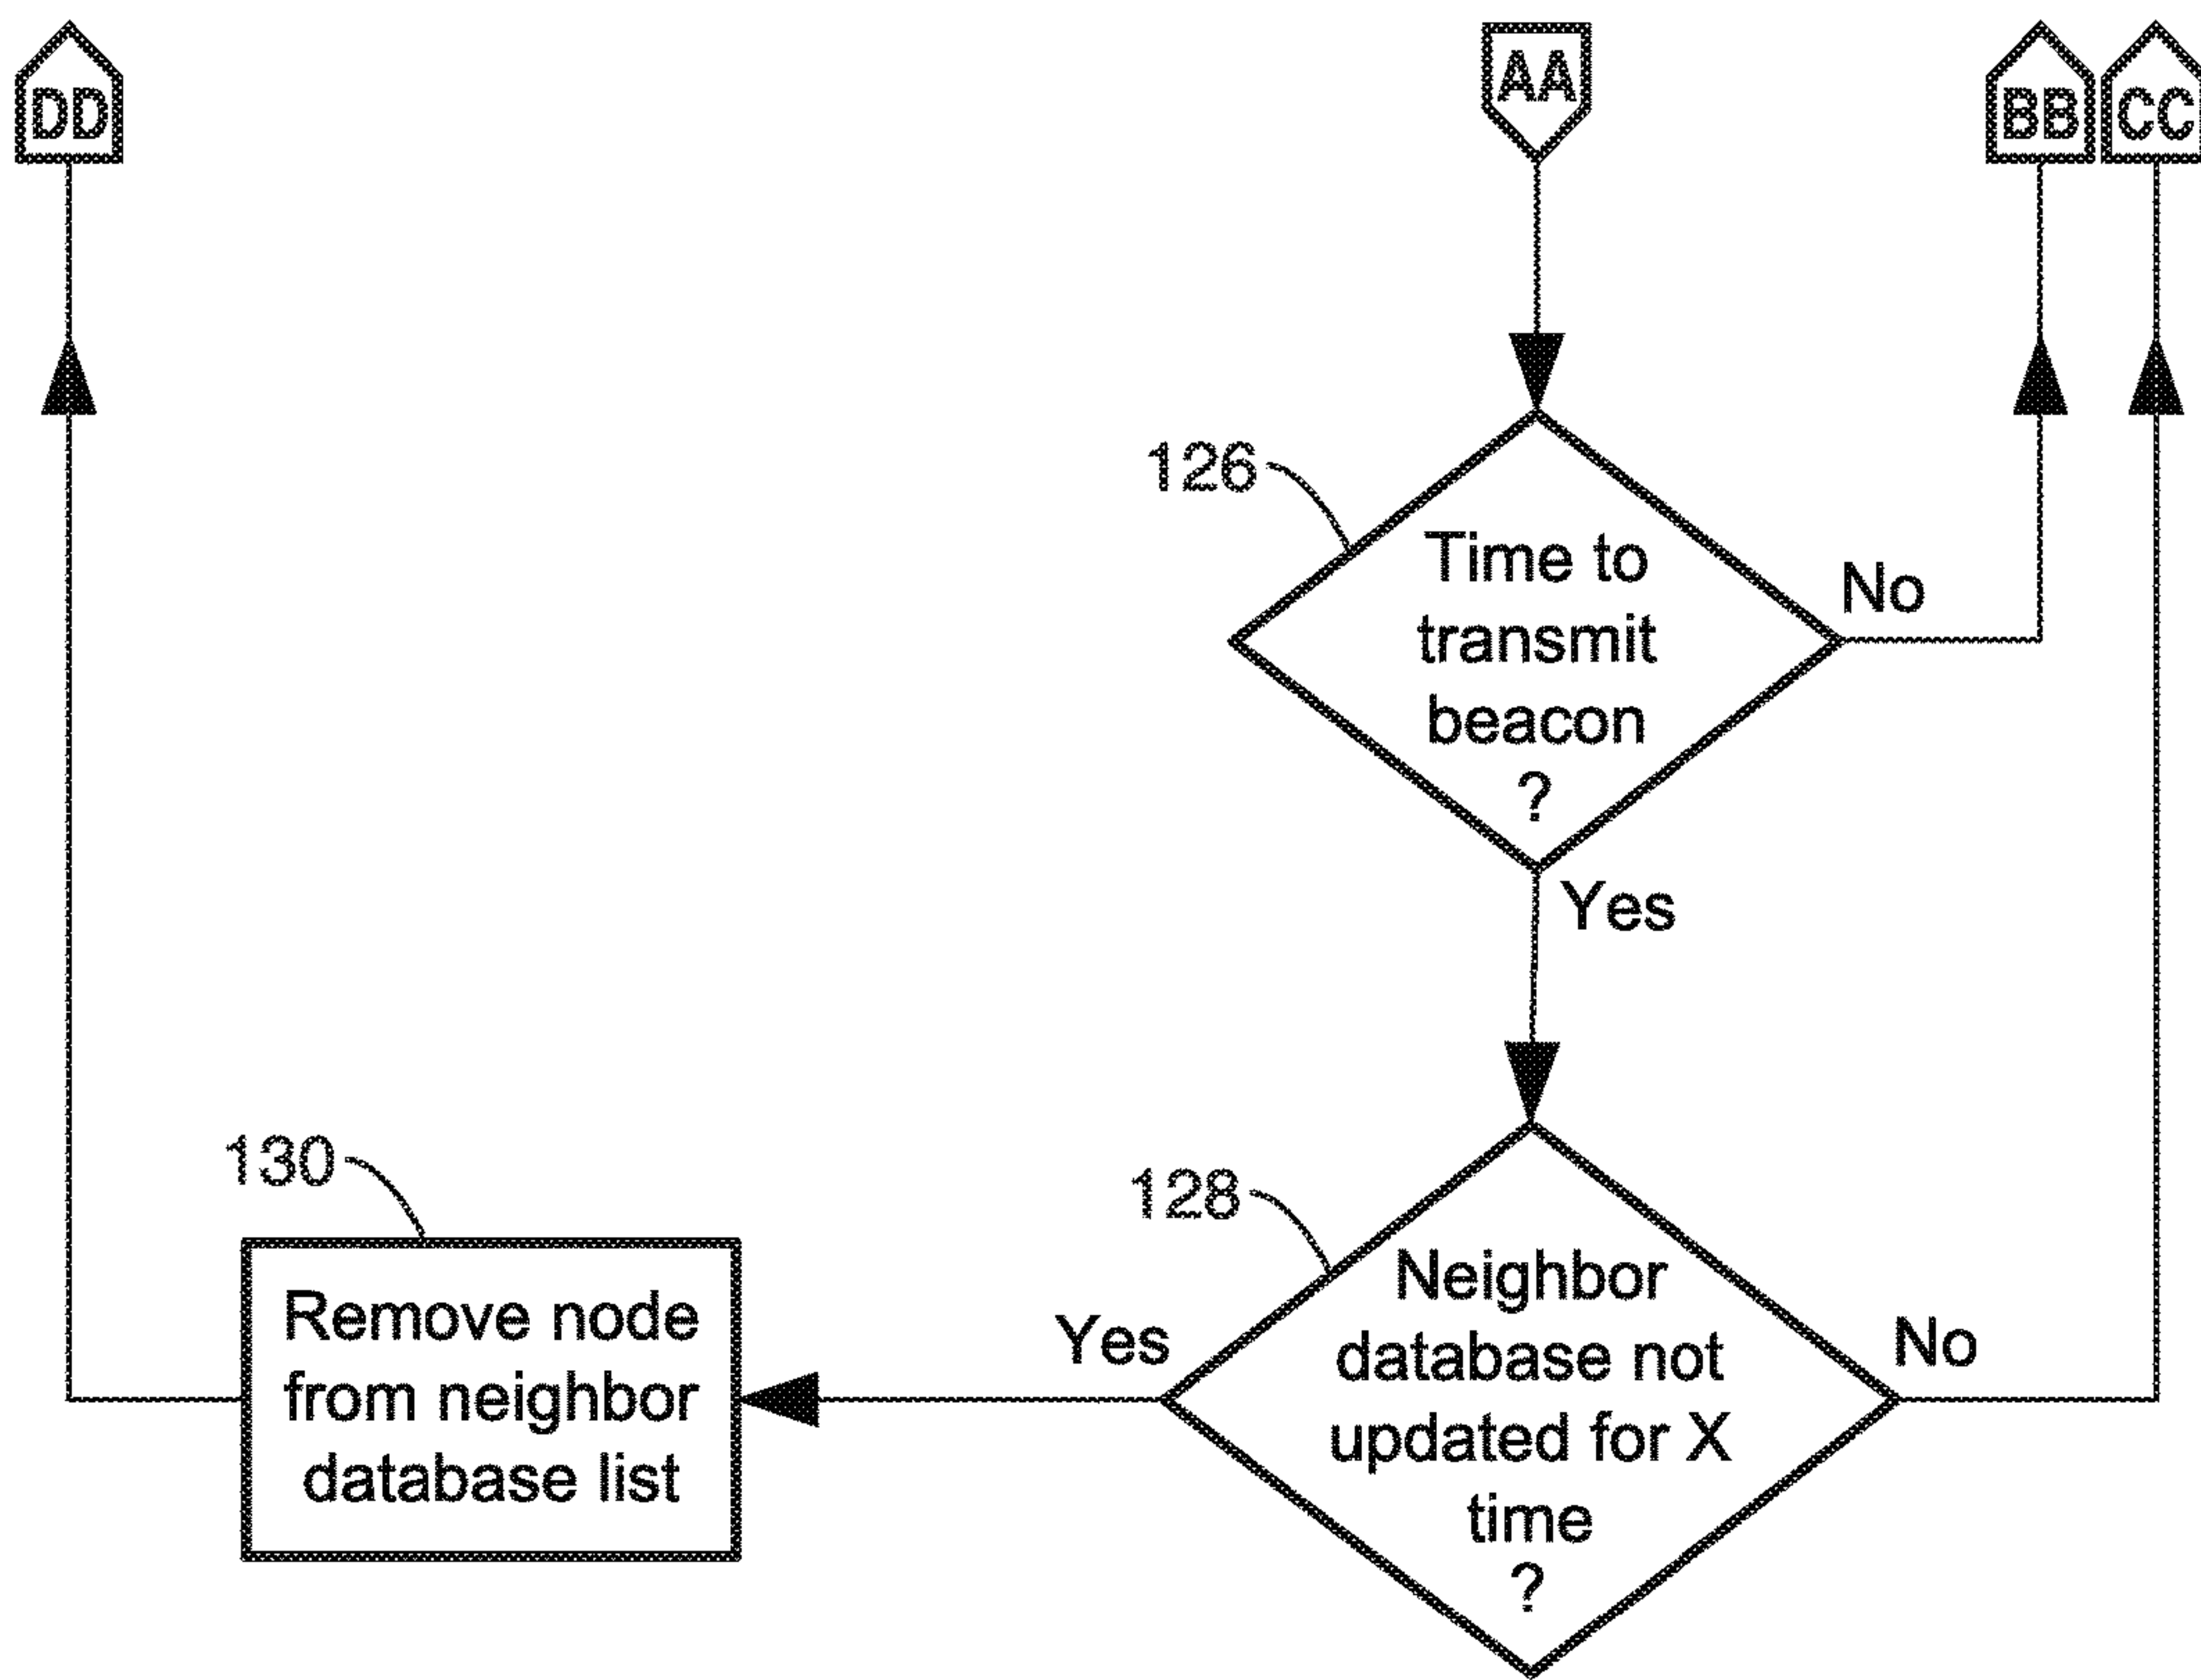 DD
AA
BB
CC
126
Time to
transmit
beacon
?
No
Yes
130
128
Remove node
from neighbor
database list
Yes
Neighbor
database not
updated for X
time
?
No